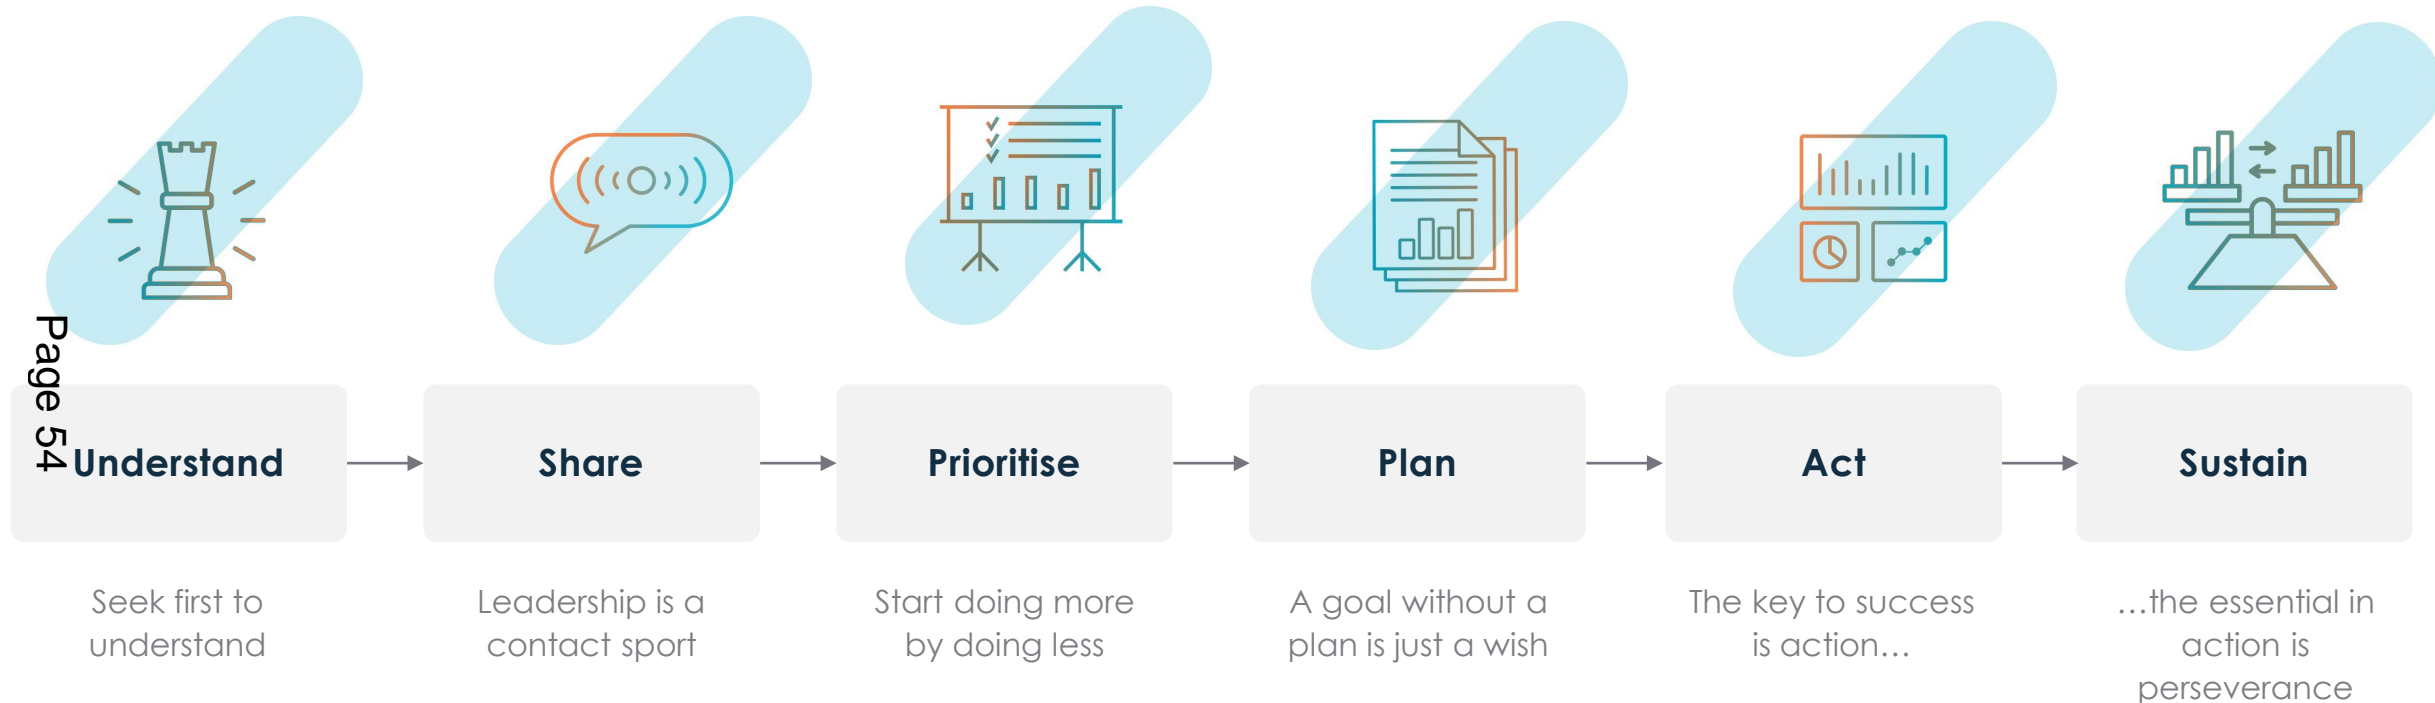 Page 54
Understand
Share
Prioritise
Plan
Act
Sustain
Seek first to
understand
Leadership is a
contact sport
Start doing more
by doing less
A goal without a
plan is just a wish
The key to success
is action…
…the essential in
action is
perseverance